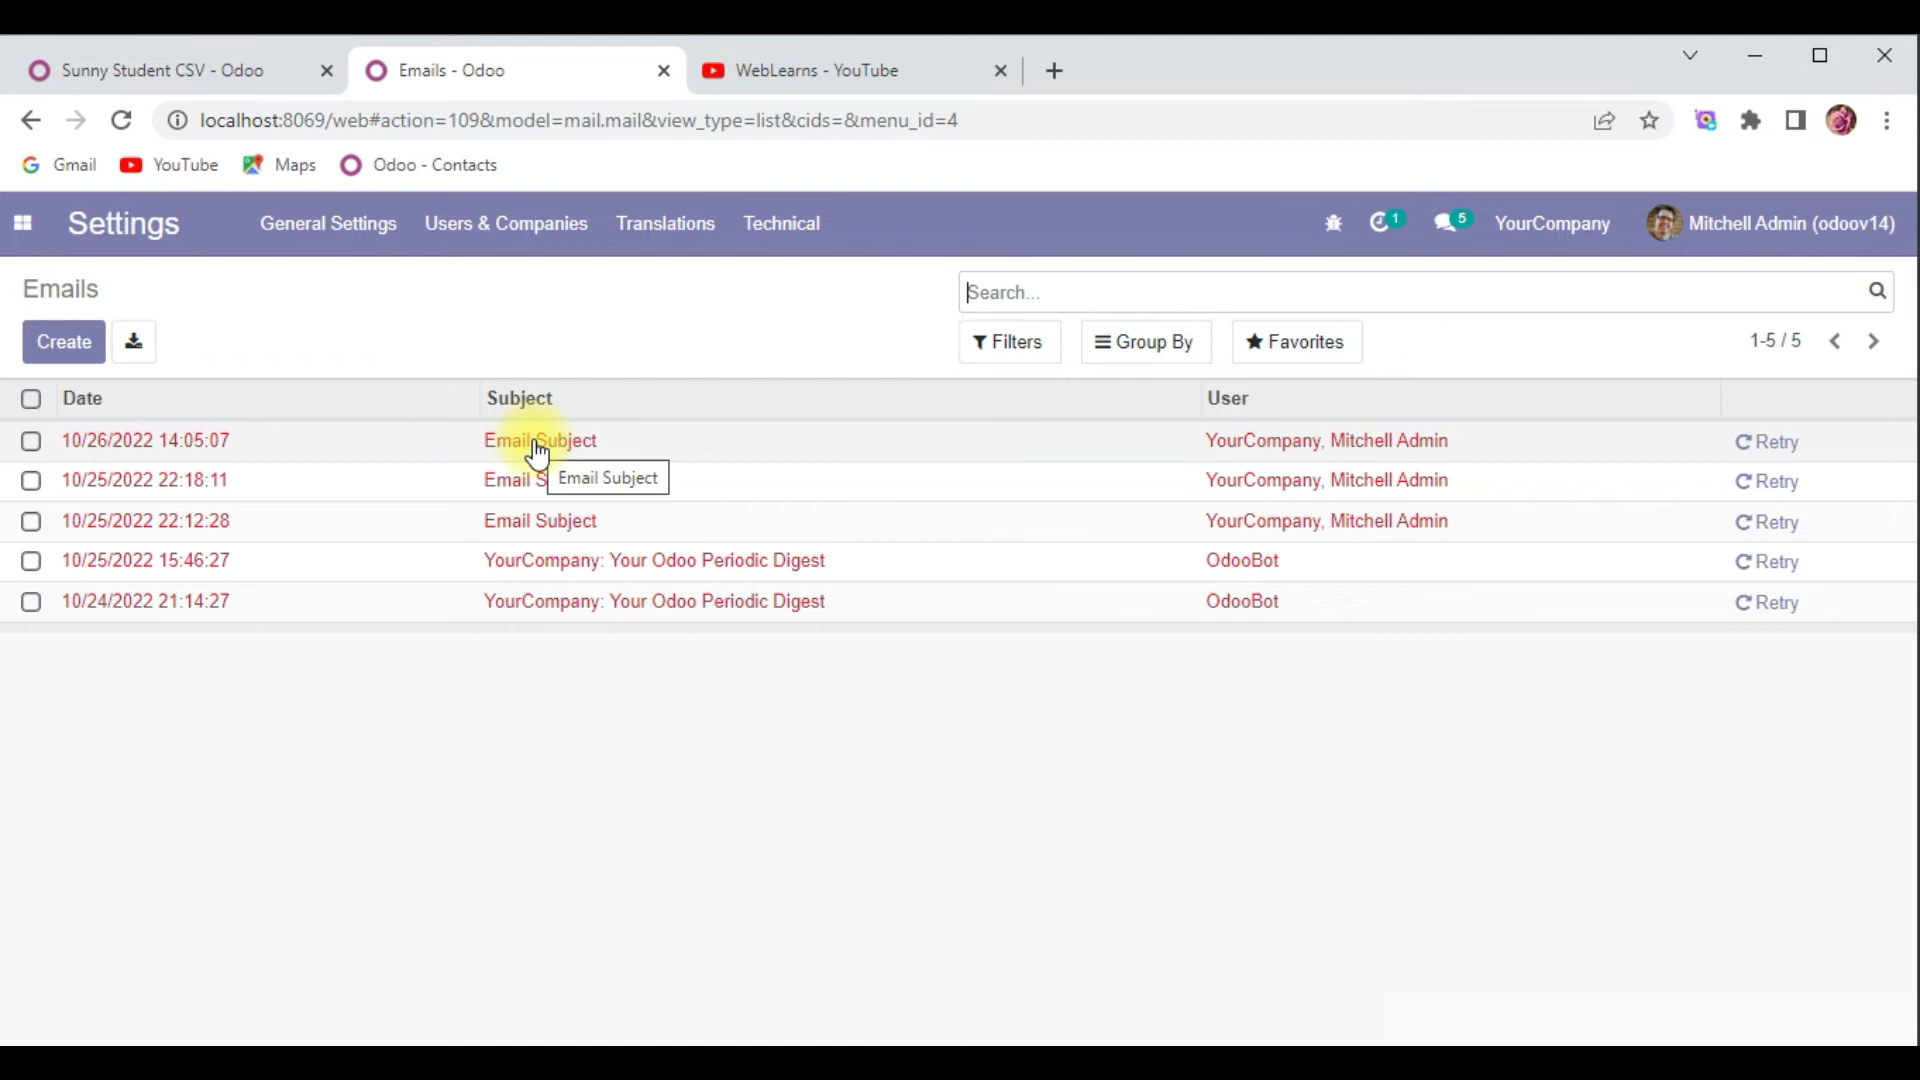 Sunny Student CSV - Odoo
Emails - Odoo
WebLearns - YouTube
localhost:8069/web#action=109&model=mail.mail&view_type=list&cids=&menu_id=4
Gmail YouTube Maps Odoo - Contacts
Settings General Settings Users & Companies Translations Technical 1 5 YourCompany Mitchell Admin (odoov14)
Emails
Search...
Create Filters Group By Favorites 1-5 / 5
Date Subject User
10/26/2022 14:05:07 Email Subject YourCompany, Mitchell Admin Retry
Email Subject
10/25/2022 22:18:11 Email S YourCompany, Mitchell Admin Retry
10/25/2022 22:12:28 Email Subject YourCompany, Mitchell Admin Retry
10/25/2022 15:46:27 YourCompany: Your Odoo Periodic Digest OdooBot Retry
10/24/2022 21:14:27 YourCompany: Your Odoo Periodic Digest OdooBot Retry